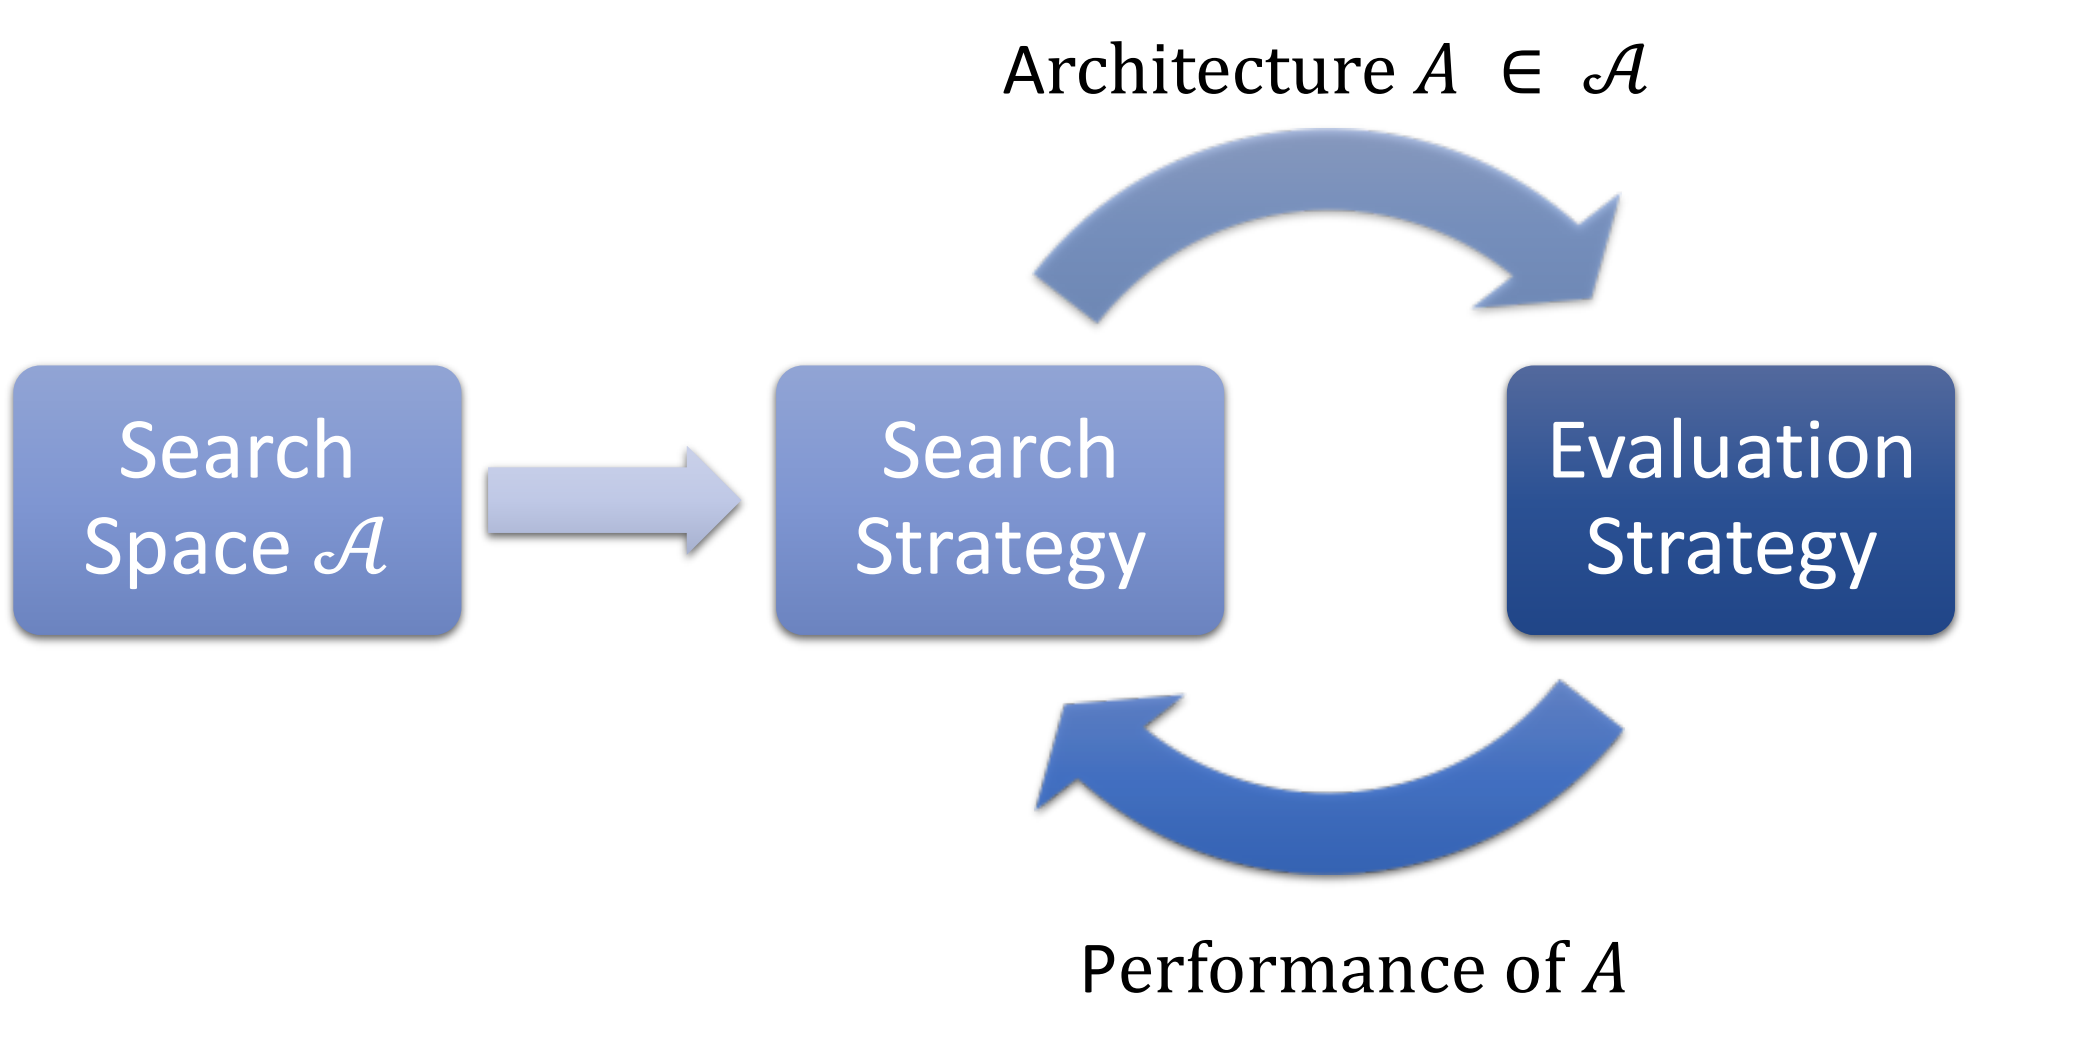 Architecture A ∈ 𝒜
Search
Space 𝒜
Search
Strategy
Evaluation
Strategy
Performance of A